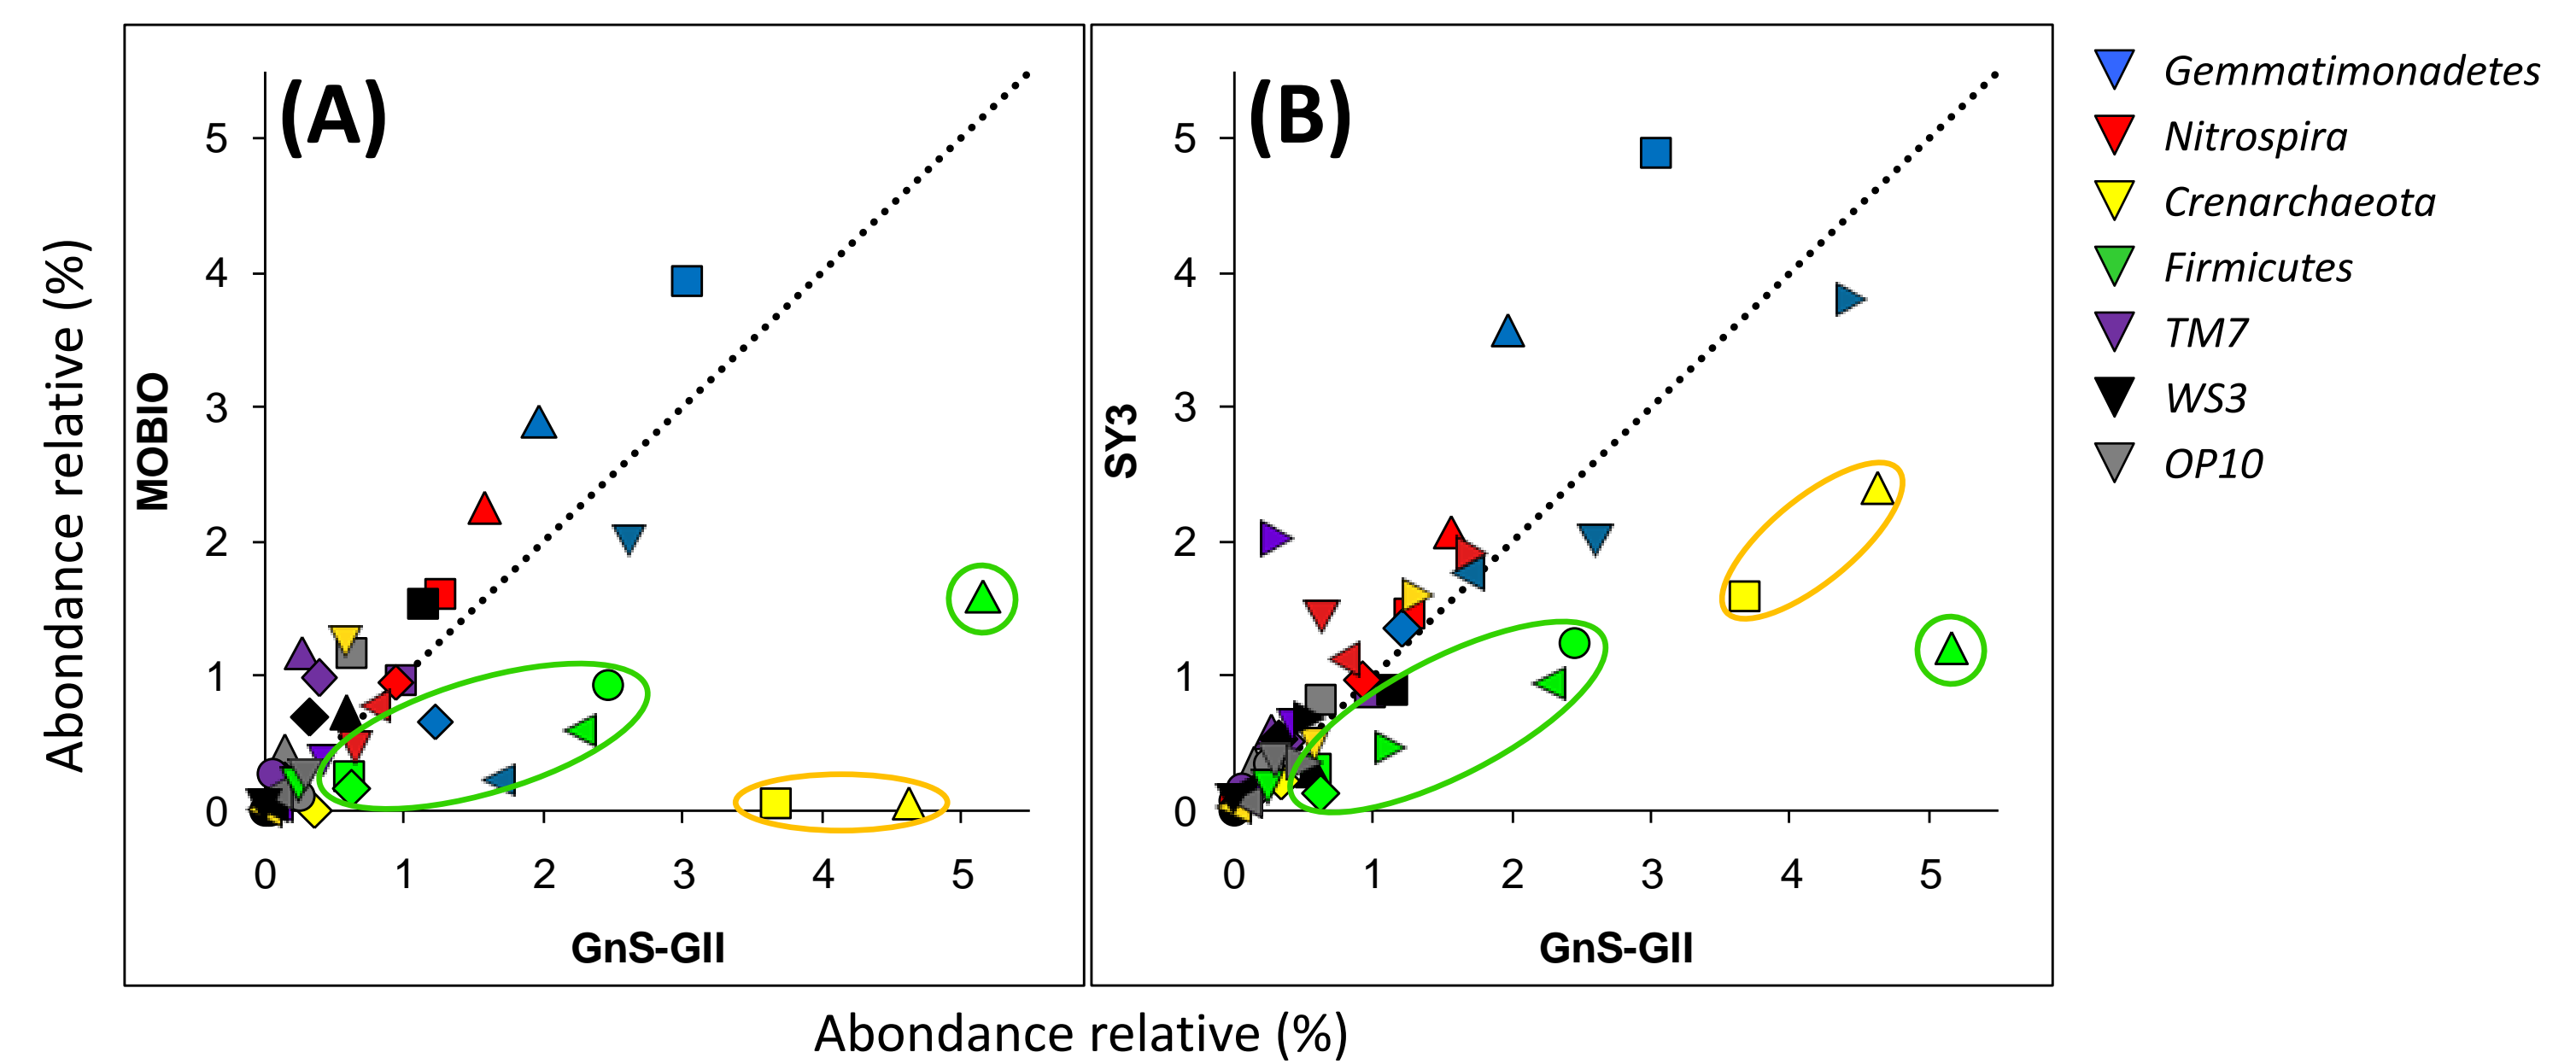 Abondance relative (%)
(A)
MOBIO
5
4
3
2
1
0
0 1 2 3 4 5
GnS-GII
(B)
SY3
5
4
3
2
1
0
0 1 2 3 4 5
GnS-GII
Abondance relative (%)
Gemmatimonadetes
Nitrospira
Crenarchaeota
Firmicutes
TM7
WS3
OP10